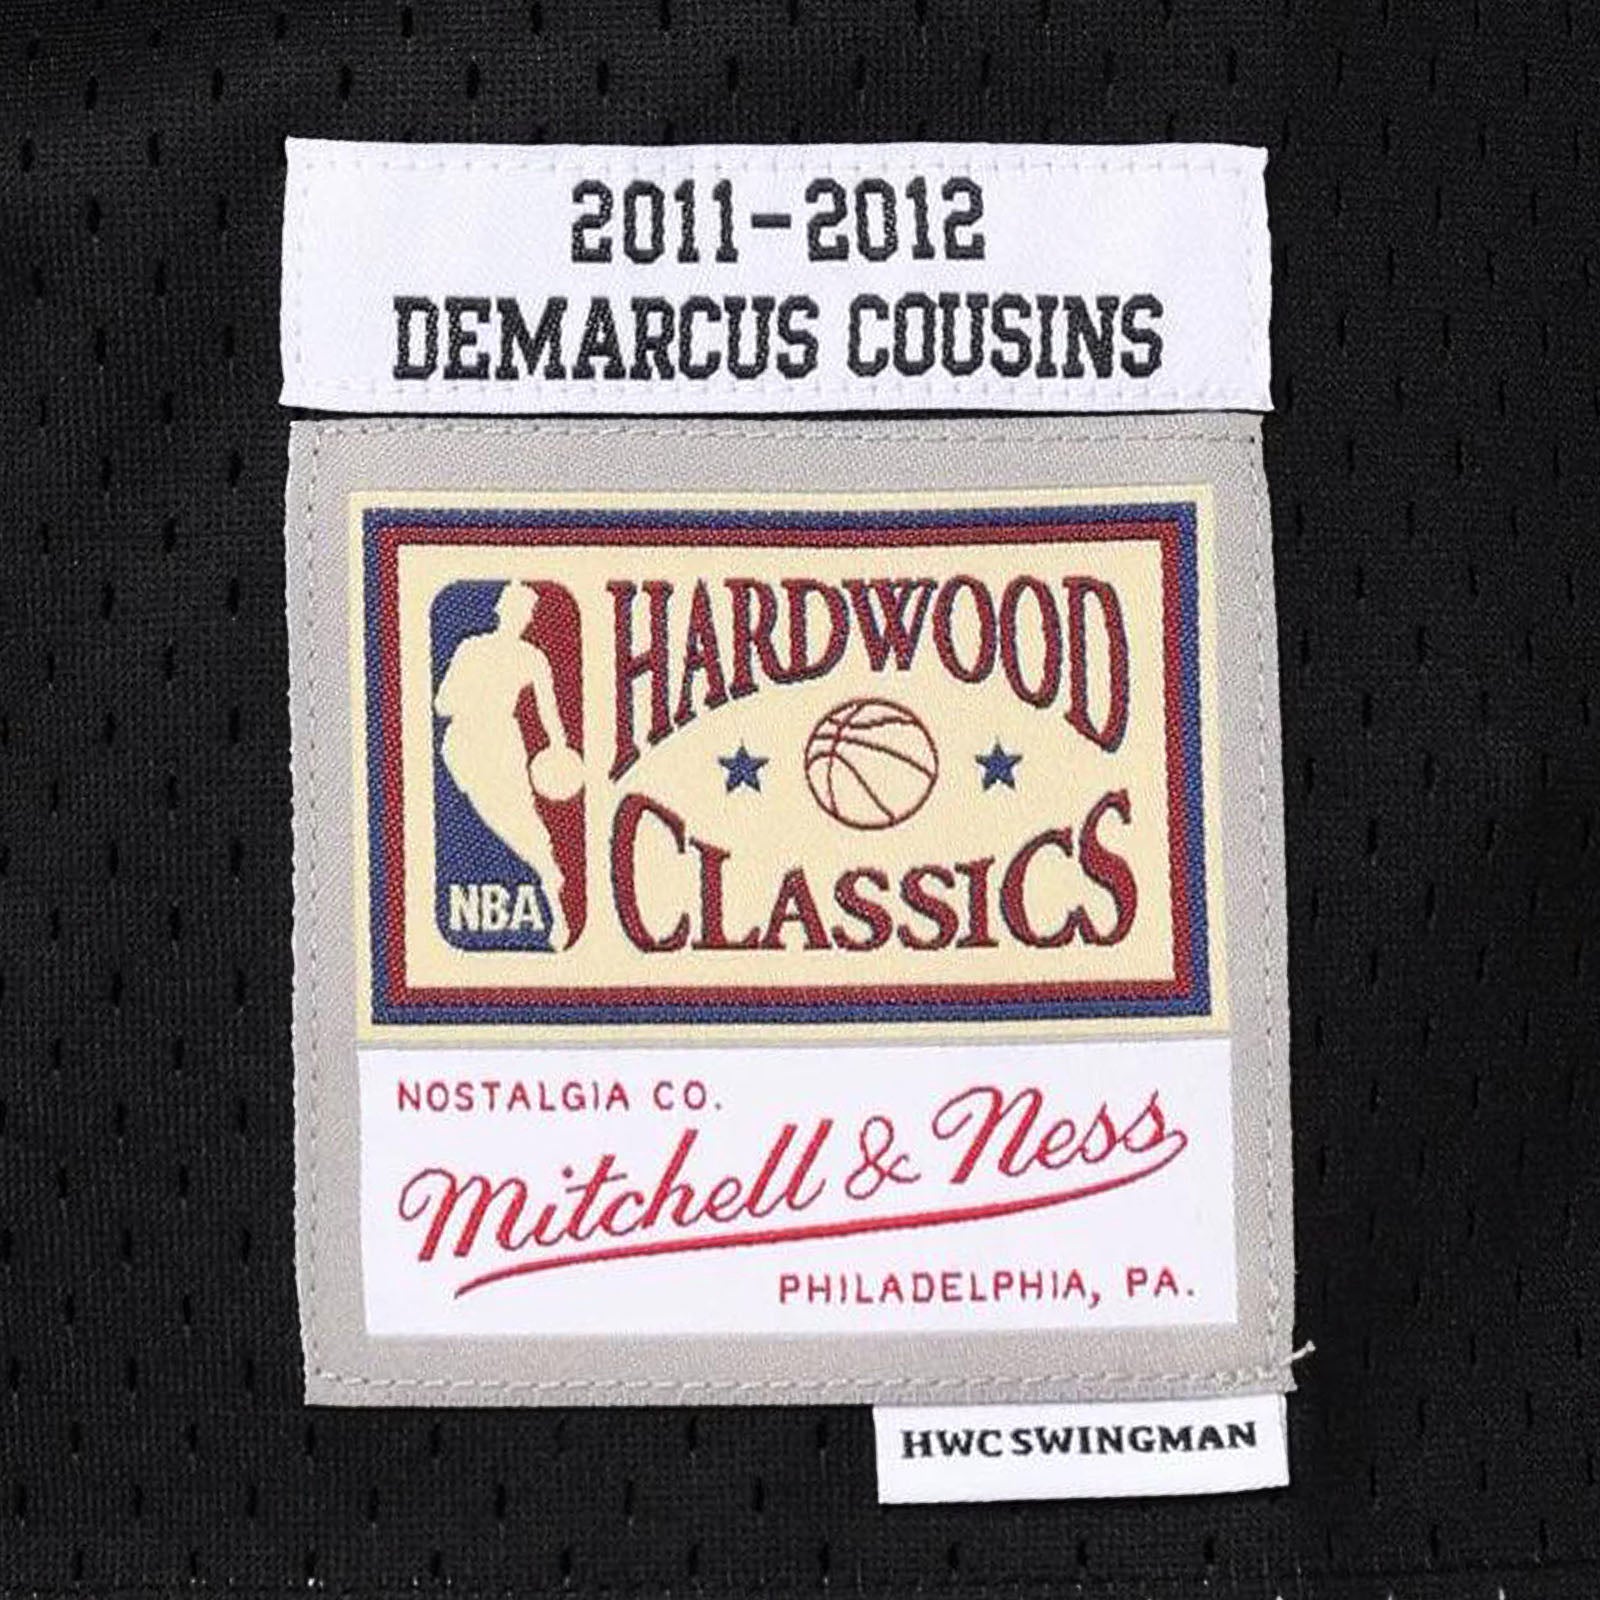 2011-2012
DEMARCUS COUSINS
HARDWOOD
CLASSICS
NBA
NOSTALGIA CO.
Mitchell & Ness
PHILADELPHIA, PA.
HWC SWINGMAN